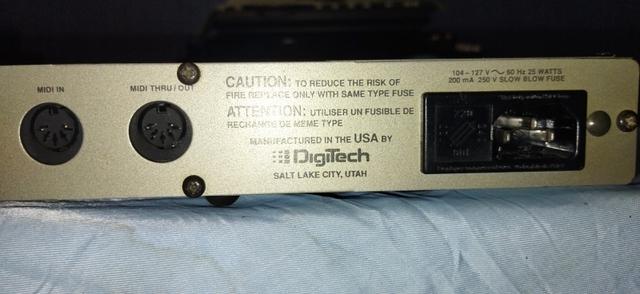 MIDI IN
MIDI THRU/OUT
CAUTION: TO REDUCE THE RISK OF
FIRE REPLACE ONLY WITH SAME TYPE FUSE
ATTENTION: UTILISER UN FUSIBLE DE
RECHANGE DE MEME TYPE
MANUFACTURED IN THE USA BY
DigiTech
SALT LAKE CITY, UTAH
104-127 V ~ 60 Hz 25 WATTS
200 mA 250 V SLOW BLOW FUSE
220